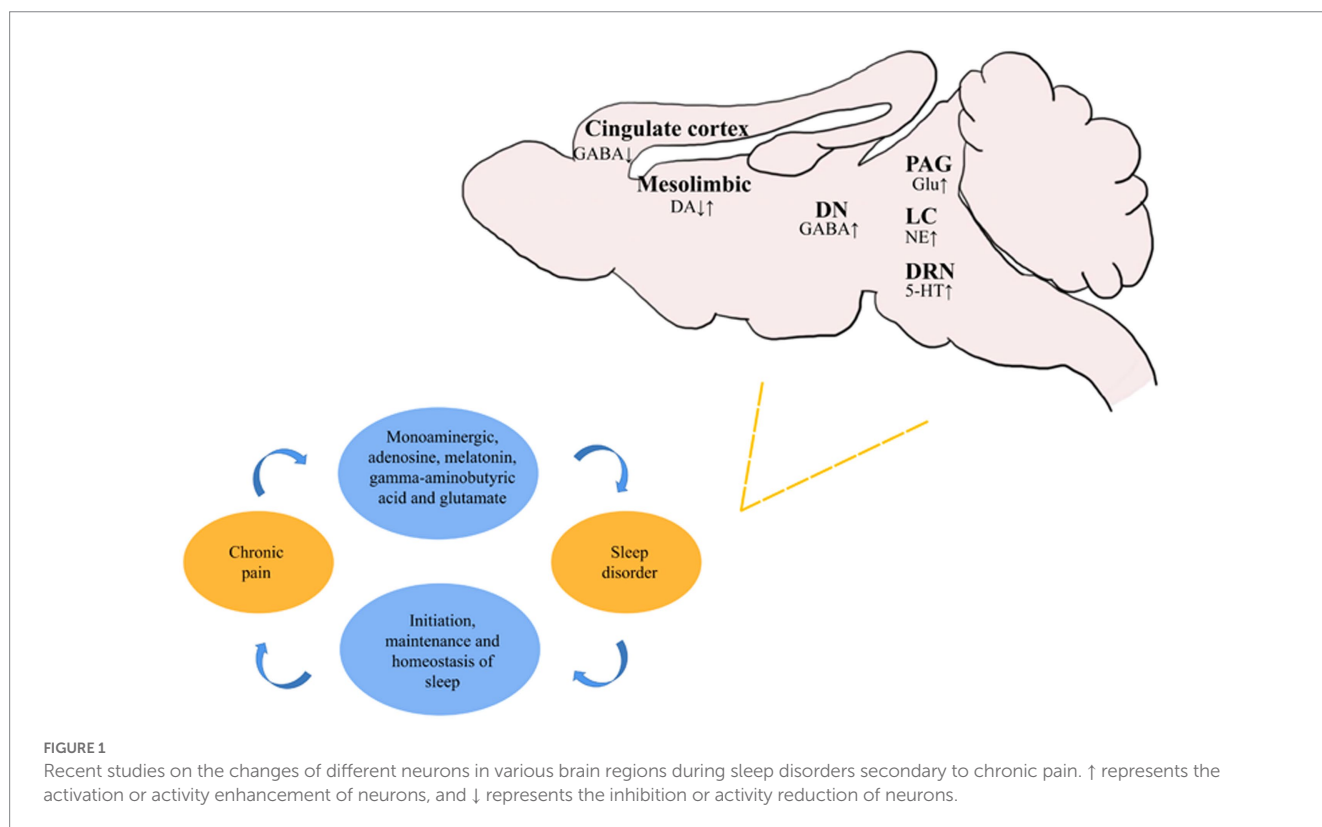 Cingulate cortex
GABA↓
Mesolimbic
DA↓↑
DN
GABA↑
PAG
Glu↑
LC
NE↑
DRN
5-HT↑
Monoaminergic,
adenosine, melatonin,
gamma-aminobutyric
acid and glutamate
Chronic
pain
Sleep
disorder
Initiation,
maintenance and
homeostasis of
sleep
FIGURE 1
Recent studies on the changes of different neurons in various brain regions during sleep disorders secondary to chronic pain. ↑ represents the
activation or activity enhancement of neurons, and ↓ represents the inhibition or activity reduction of neurons.